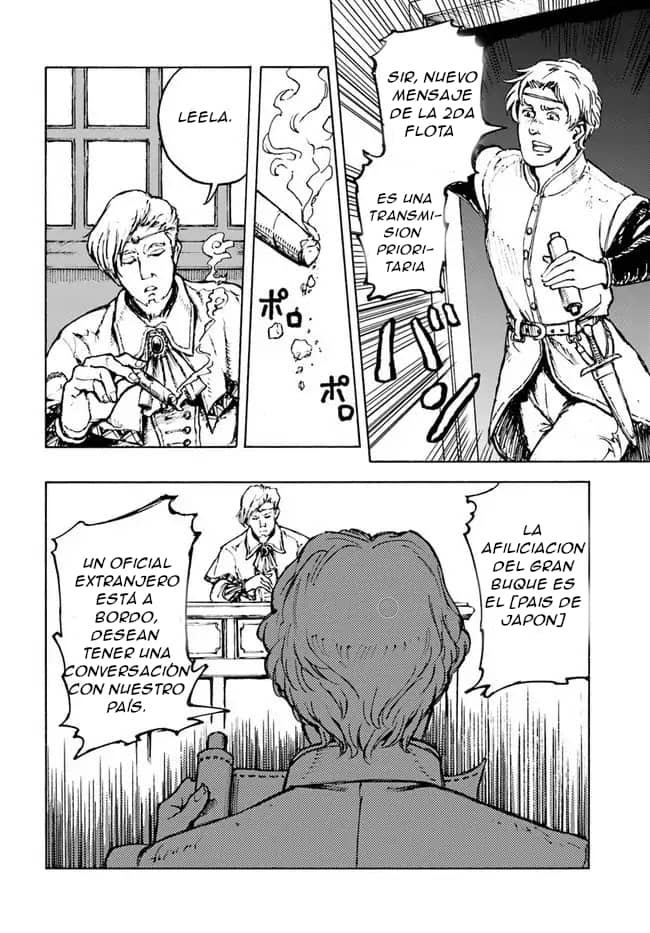 SIR, NUEVO
MENSAJE
DE LA 2DA
FLOTA
ES UNA
TRANSMI-
SION
PRIORI-
TARIA
バン
ポロ
ポロ
LEELA.
LA
AFILICIACION
DEL GRAN
BUQUE ES
EL [PAIS DE
JAPON]
UN OFICIAL
EXTRANJERO
ESTÁ A
BORDO,
DESEAN
TENER UNA
CONVERSACIÓN
CON NUESTRO
PAÍS.